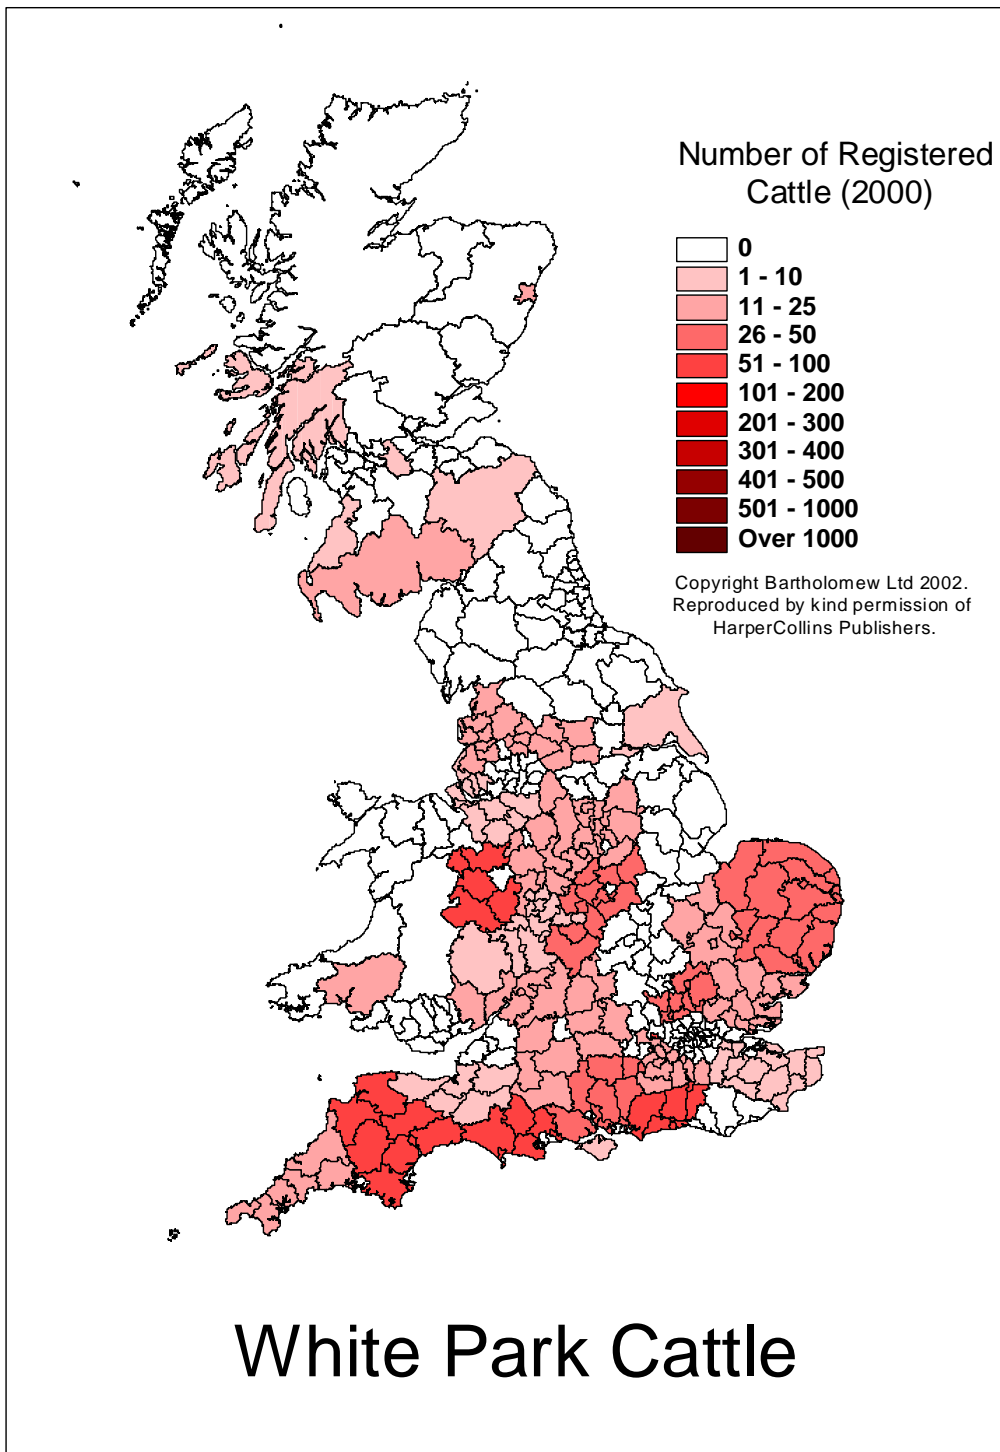 Number of Registered
Cattle (2000)
0
1 - 10
11 - 25
26 - 50
51 - 100
101 - 200
201 - 300
301 - 400
401 - 500
501 - 1000
Over 1000
Copyright Bartholomew Ltd 2002.
Reproduced by kind permission of
HarperCollins Publishers.
White Park Cattle